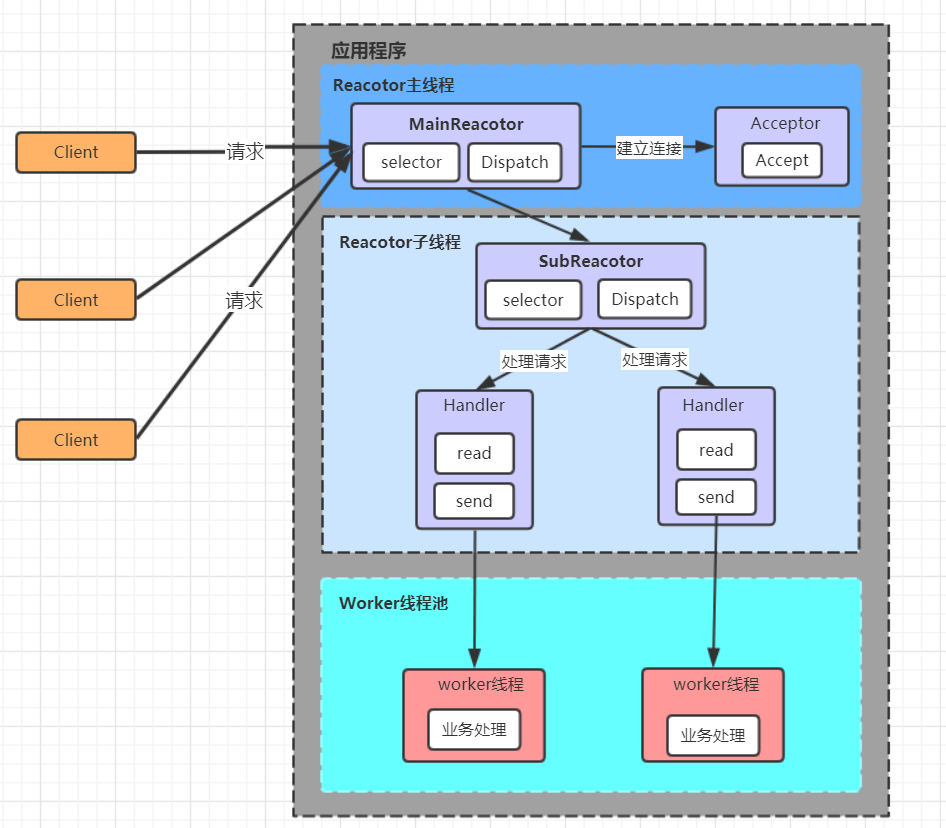 应用程序
Reacotor主线程
MainReacotor
selector
Dispatch
建立连接
Acceptor
Accept
Client
请求
Client
请求
Client
Reacotor子线程
SubReacotor
selector
Dispatch
处理请求
处理请求
Handler
read
send
Handler
read
send
Worker线程池
worker线程
业务处理
worker线程
业务处理